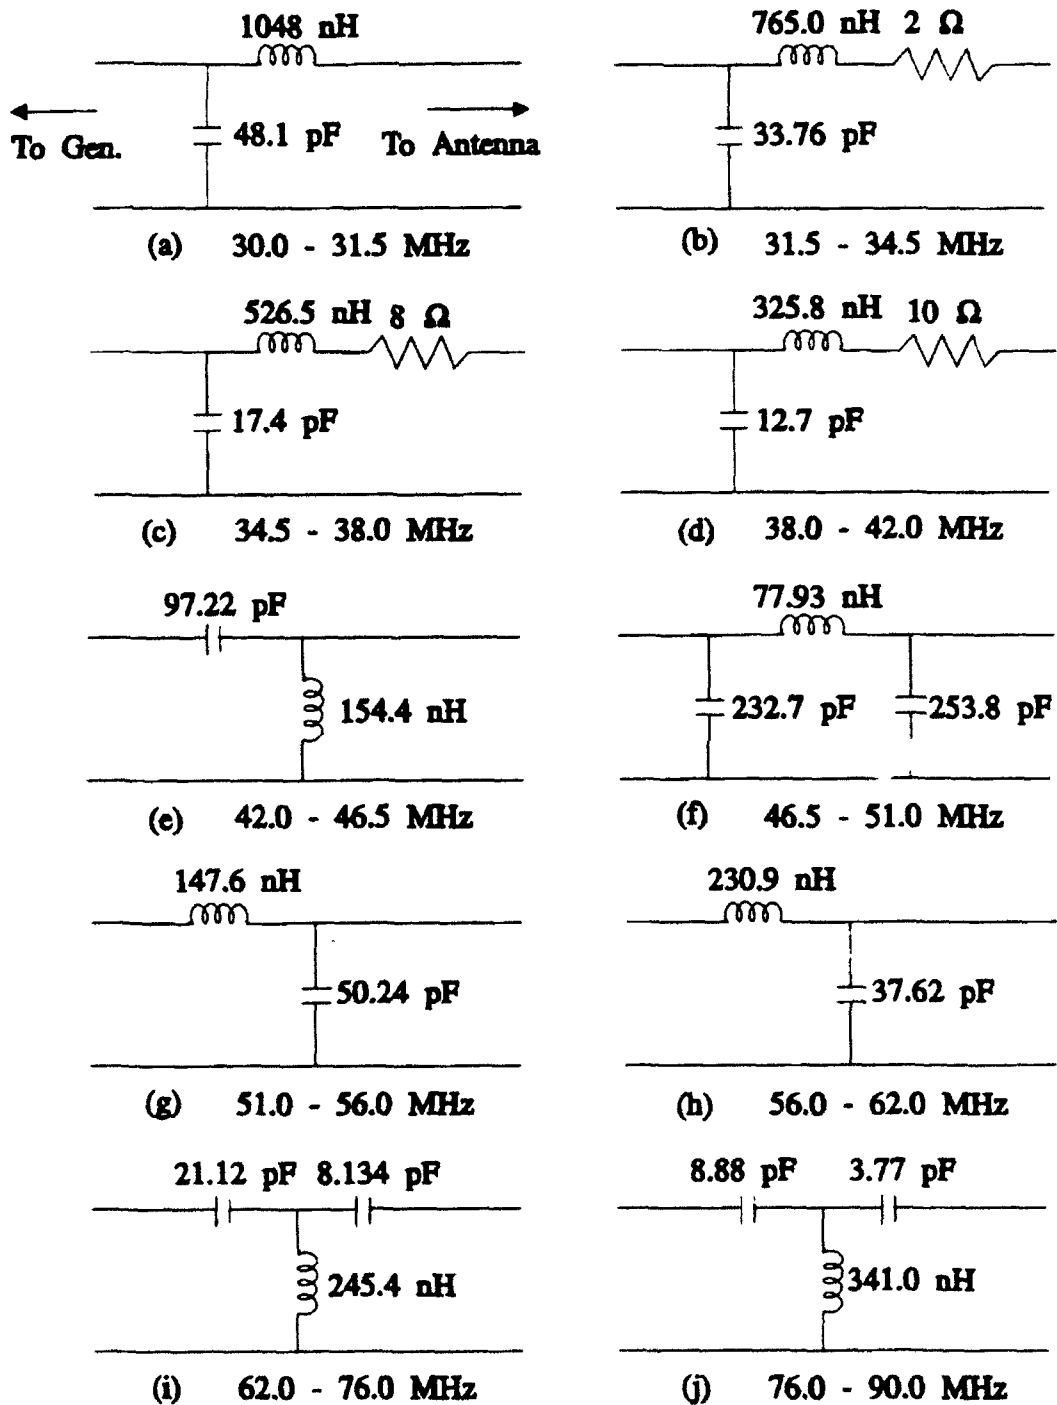 1048 nH
765.0 nH 2 Ω
To Gen.
48.1 pF
To Antenna
33.76 pF
(a) 30.0 - 31.5 MHz
(b) 31.5 - 34.5 MHz
526.5 nH 8 Ω
325.8 nH 10 Ω
17.4 pF
12.7 pF
(c) 34.5 - 38.0 MHz
(d) 38.0 - 42.0 MHz
97.22 pF
77.93 nH
154.4 nH
232.7 pF
253.8 pF
(e) 42.0 - 46.5 MHz
(f) 46.5 - 51.0 MHz
147.6 nH
230.9 nH
50.24 pF
37.62 pF
(g) 51.0 - 56.0 MHz
(h) 56.0 - 62.0 MHz
21.12 pF 8.134 pF
8.88 pF 3.77 pF
245.4 nH
341.0 nH
(i) 62.0 - 76.0 MHz
(j) 76.0 - 90.0 MHz